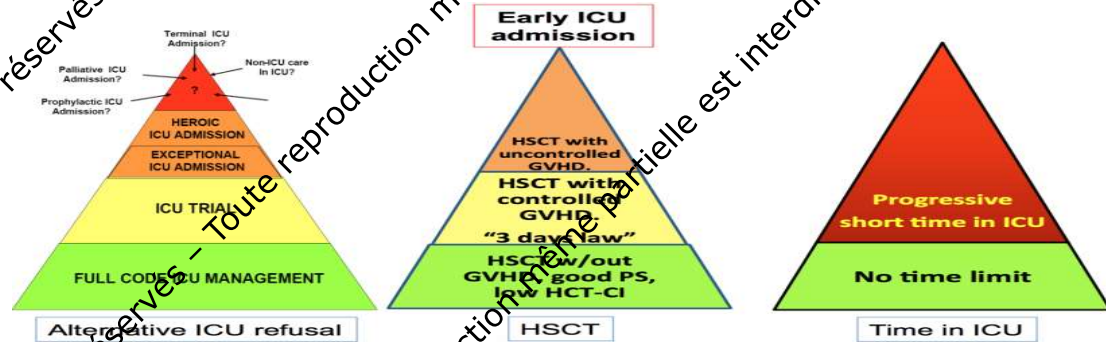 Terminal ICU
Admission?
Palliative ICU
Admission?
Non-ICU care
In ICU?
Prophylactic ICU
Admission?
?
HEROIC
ICU ADMISSION
EXCEPTIONAL
ICU ADMISSION
ICU TRIAL
FULL CODE ICU MANAGEMENT
Alternative ICU refusal
Early ICU
admission
HSCT with
uncontrolled
GVHD.
HSCT with
controlled
GVHD.
“3 days law”
HSCT w/out
GVHD, good PS,
low HCT-CI
HSCT
Progressive
short time in ICU
No time limit
Time in ICU
réservés
réservés – Toute reproduction m
ction même partielle est interdi